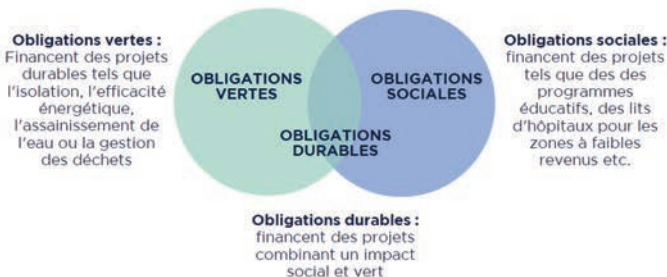 Obligations vertes :
Financent des projets
durables tels que
l'isolation, l'efficacité
énergétique,
l'assainissement de
l'eau ou la gestion
des déchets
OBLIGATIONS
VERTES
OBLIGATIONS
SOCIALES
OBLIGATIONS
DURABLES
Obligations sociales :
financent des projets
tels que des des
programmes
éducatifs, des lits
d'hôpitaux pour les
zones à faibles
revenus etc.
Obligations durables :
financent des projets
combinant un impact
social et vert